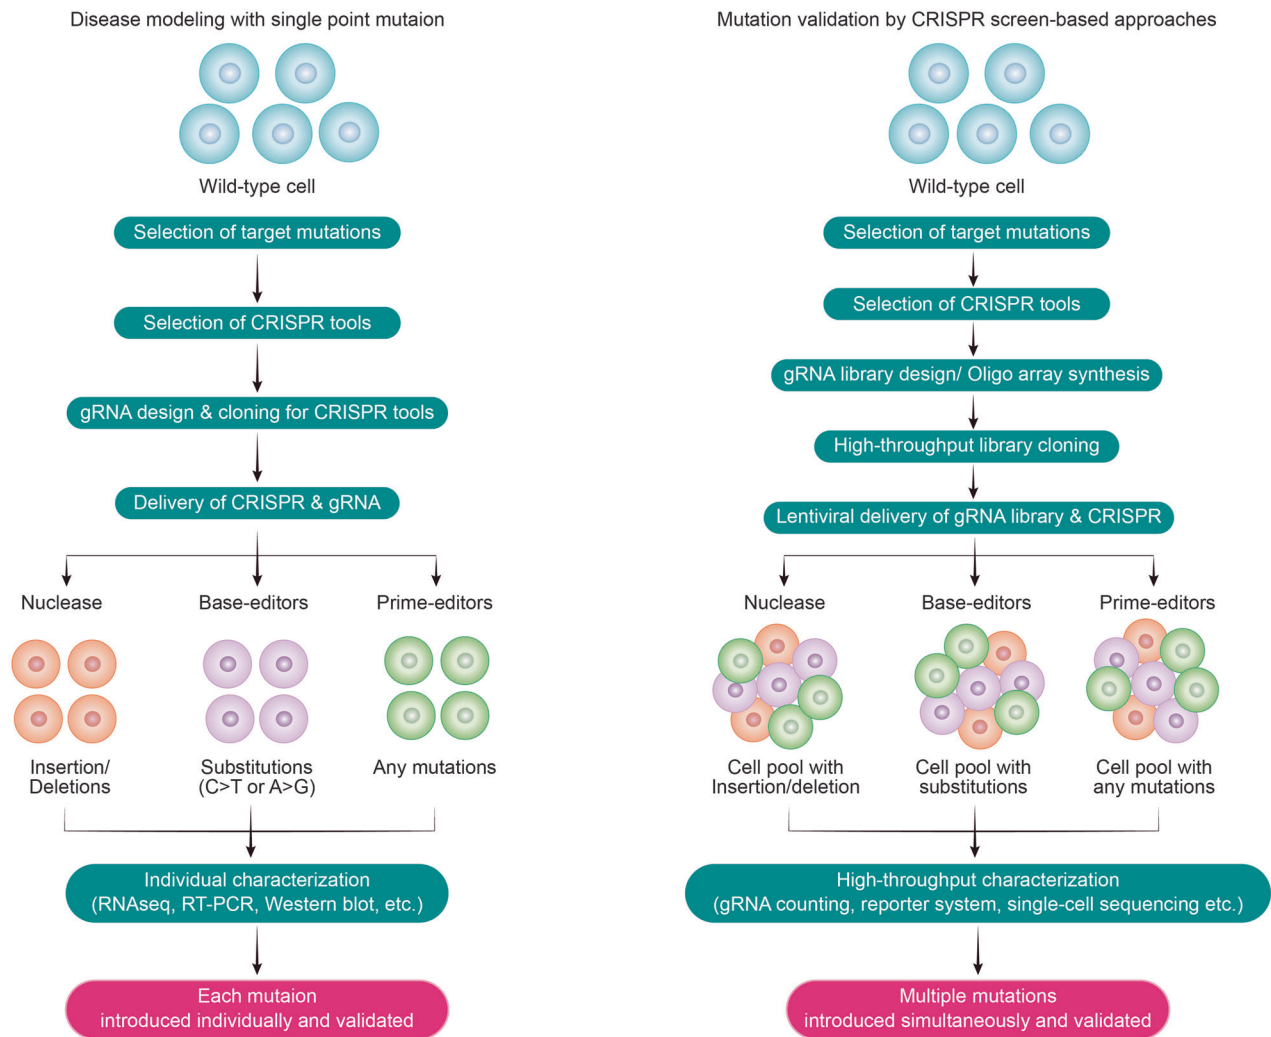 Disease modeling with single point mutaion
Wild-type cell
Selection of target mutations
Selection of CRISPR tools
gRNA design & cloning for CRISPR tools
Delivery of CRISPR & gRNA
Nuclease
Base-editors
Prime-editors
Insertion/
Deletions
Substitutions
(C>T or A>G)
Any mutations
Individual characterization
(RNAseq, RT-PCR, Western blot, etc.)
Each mutaion
introduced individually and validated
Mutation validation by CRISPR screen-based approaches
Wild-type cell
Selection of target mutations
Selection of CRISPR tools
gRNA library design/ Oligo array synthesis
High-throughput library cloning
Lentiviral delivery of gRNA library & CRISPR
Nuclease
Base-editors
Prime-editors
Cell pool with
Insertion/deletion
Cell pool with
substitutions
Cell pool with
any mutations
High-throughput characterization
(gRNA counting, reporter system, single-cell sequencing etc.)
Multiple mutations
introduced simultaneously and validated